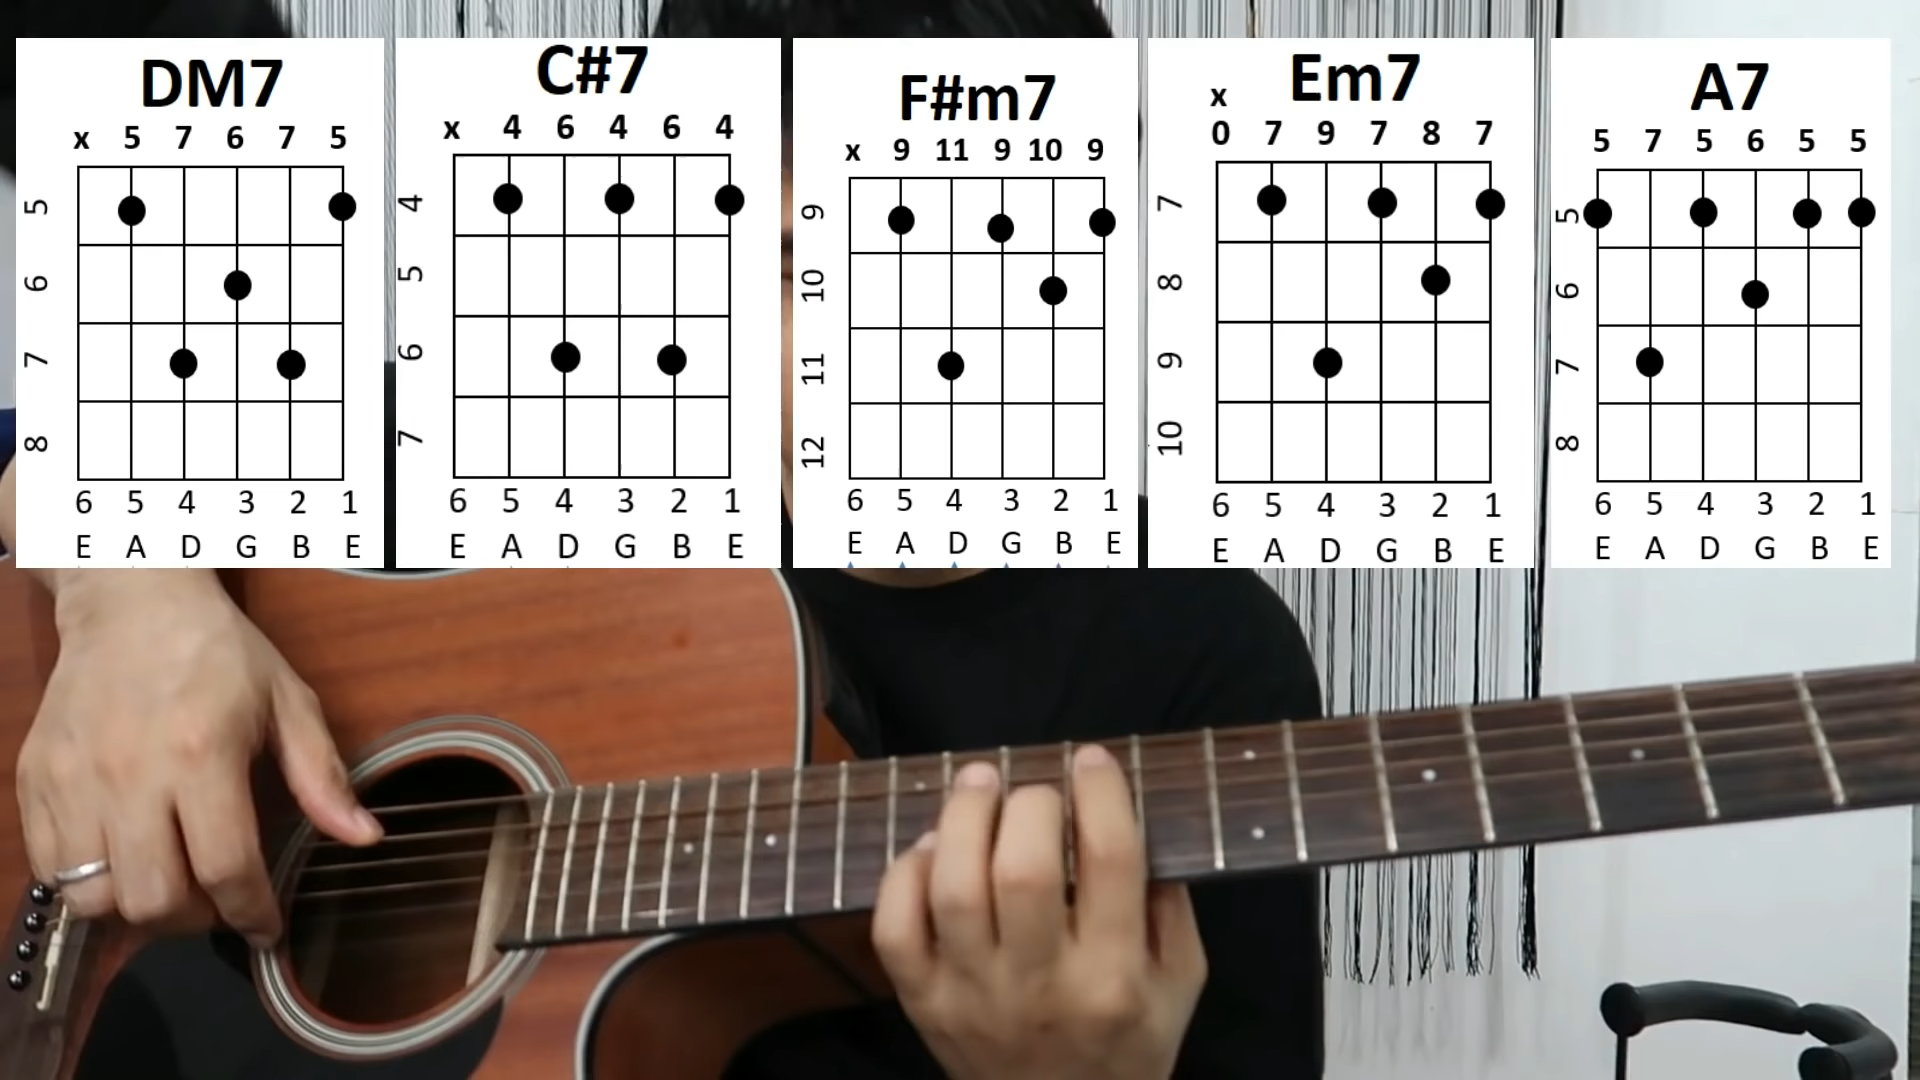 DM7
x 5 7 6 7 5
5
6
7
8
6 5 4 3 2 1
E A D G B E
C#7
x 4 6 4 6 4
4
5
6
7
6 5 4 3 2 1
E A D G B E
F#m7
x 9 11 9 10 9
9
10
11
12
6 5 4 3 2 1
E A D G B E
Em7
x
0 7 9 7 8 7
7
8
9
10
6 5 4 3 2 1
E A D G B E
A7
5 7 5 6 5 5
5
6
7
8
6 5 4 3 2 1
E A D G B E